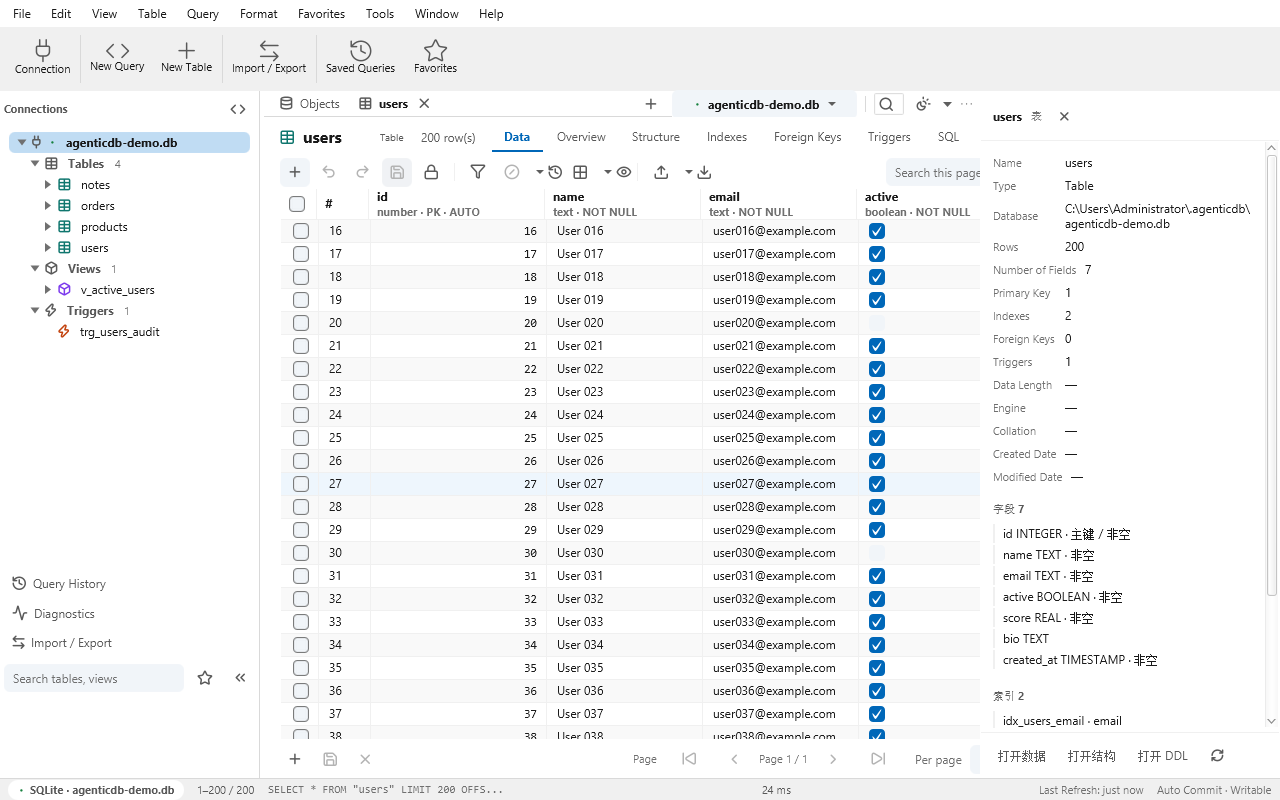 File Edit View Table Query Format Favorites Tools Window Help
Connection New Query New Table Import / Export Saved Queries Favorites
Connections
agenticdb-demo.db
Tables 4
notes
orders
products
users
Views 1
v_active_users
Triggers 1
trg_users_audit
Query History
Diagnostics
Import / Export
Search tables, views
Objects users agenticdb-demo.db
users Table 200 row(s) Data Overview Structure Indexes Foreign Keys Triggers SQL
Search this page
# id name email active
number · PK · AUTO text · NOT NULL text · NOT NULL boolean · NOT NULL
16 16 User 016 user016@example.com
17 17 User 017 user017@example.com
18 18 User 018 user018@example.com
19 19 User 019 user019@example.com
20 20 User 020 user020@example.com
21 21 User 021 user021@example.com
22 22 User 022 user022@example.com
23 23 User 023 user023@example.com
24 24 User 024 user024@example.com
25 25 User 025 user025@example.com
26 26 User 026 user026@example.com
27 27 User 027 user027@example.com
28 28 User 028 user028@example.com
29 29 User 029 user029@example.com
30 30 User 030 user030@example.com
31 31 User 031 user031@example.com
32 32 User 032 user032@example.com
33 33 User 033 user033@example.com
34 34 User 034 user034@example.com
35 35 User 035 user035@example.com
36 36 User 036 user036@example.com
37 37 User 037 user037@example.com
38 38 User 038 user038@example.com
Page Page 1 / 1 Per page
users 表
Name users
Type Table
Database C:\Users\Administrator\.agenticdb\
agenticdb-demo.db
Rows 200
Number of Fields 7
Primary Key 1
Indexes 2
Foreign Keys 0
Triggers 1
Data Length —
Engine —
Collation —
Created Date —
Modified Date —
字段 7
id INTEGER · 主键 / 非空
name TEXT · 非空
email TEXT · 非空
active BOOLEAN · 非空
score REAL · 非空
bio TEXT
created_at TIMESTAMP · 非空
索引 2
idx_users_email · email
打开数据 打开结构 打开 DDL
SQLite · agenticdb-demo.db 1–200 / 200 SELECT * FROM "users" LIMIT 200 OFFS... 24 ms Last Refresh: just now Auto Commit · Writable